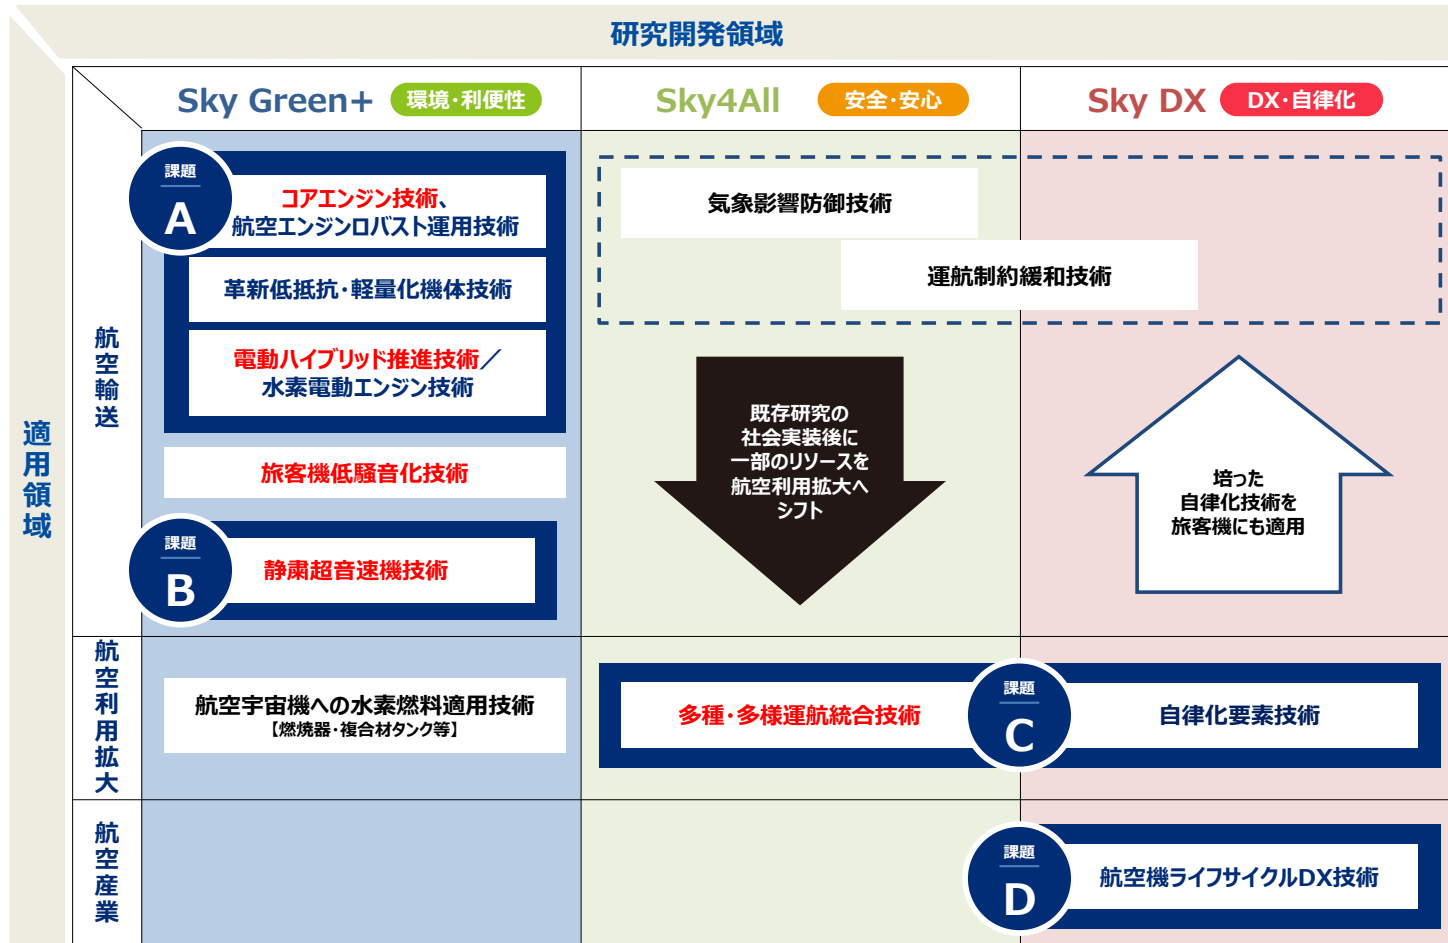 研究開発領域
適用領域
Sky Green+ 環境・利便性
Sky4All 安全・安心
Sky DX DX・自律化
航空輸送
課題
A
コアエンジン技術、
航空エンジンロバスト運用技術
革新低抵抗・軽量化機体技術
電動ハイブリッド推進技術／
水素電動エンジン技術
旅客機低騒音化技術
課題
B
静粛超音速機技術
気象影響防御技術
運航制約緩和技術
既存研究の
社会実装後に
一部のリソースを
航空利用拡大へ
シフト
培った
自律化技術を
旅客機にも適用
航空利用拡大
航空宇宙機への水素燃料適用技術
【燃焼器・複合材タンク等】
多種・多様運航統合技術
課題
C
自律化要素技術
航空産業
課題
D
航空機ライフサイクルDX技術